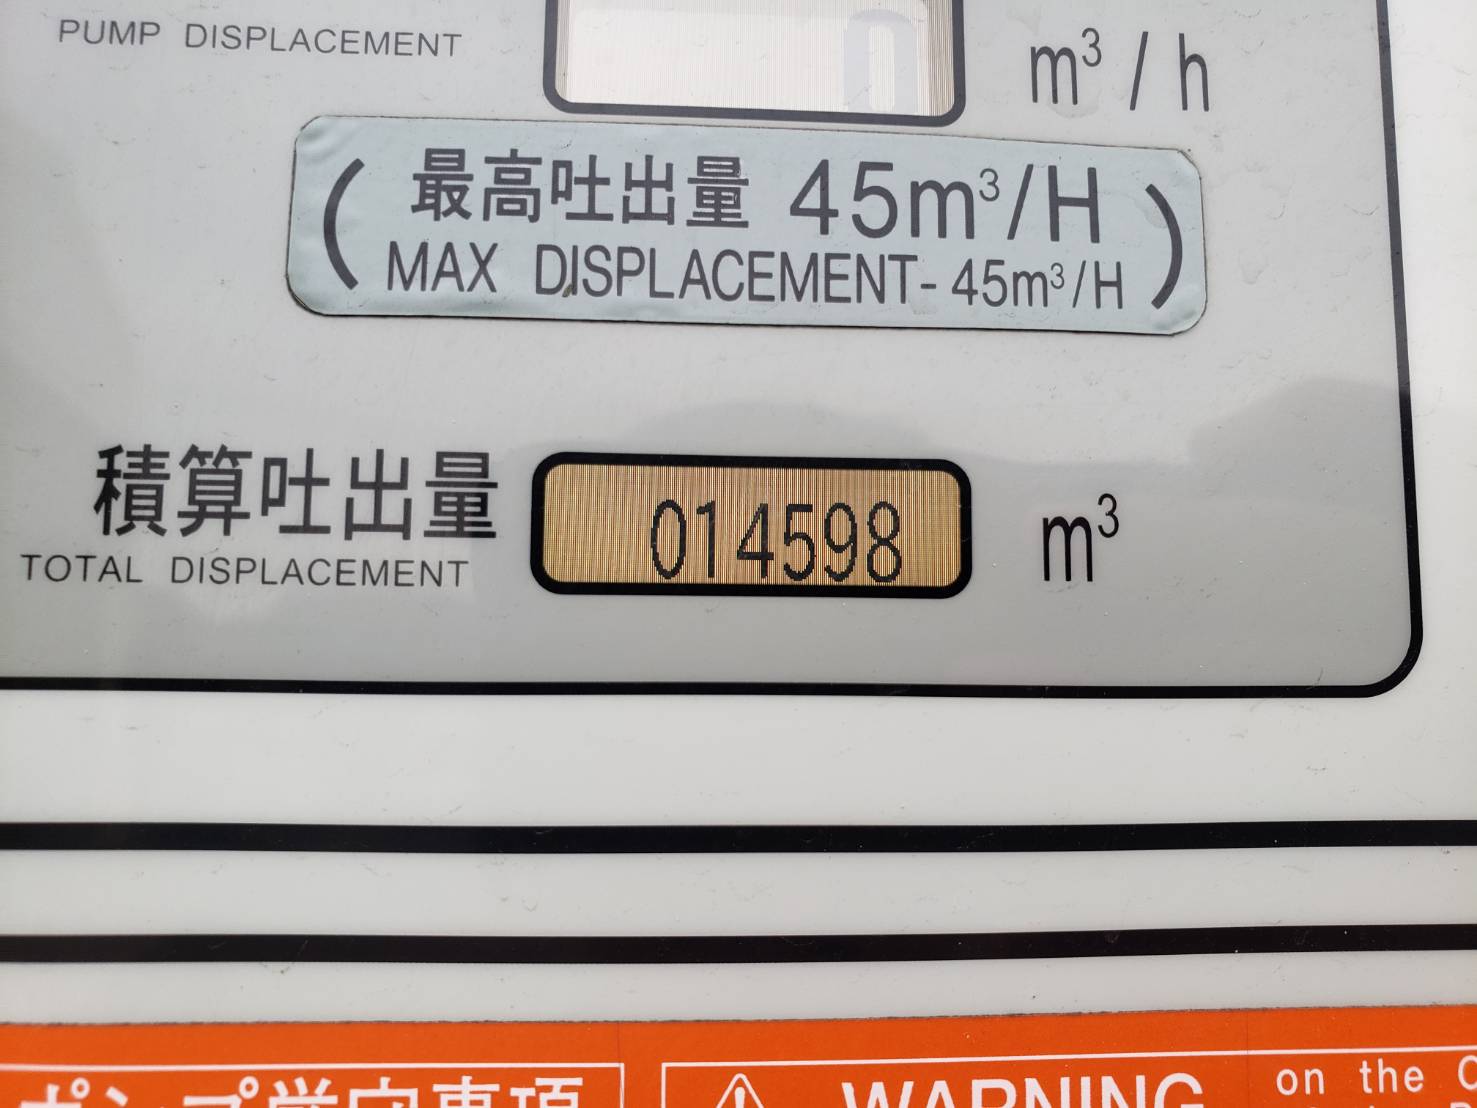 PUMP DISPLACEMENT
0
m³/h
(最高吐出量 45m³/H
MAX DISPLACEMENT-45m³/H)
積算吐出量
TOTAL DISPLACEMENT
014598
m³
WARNING
on the